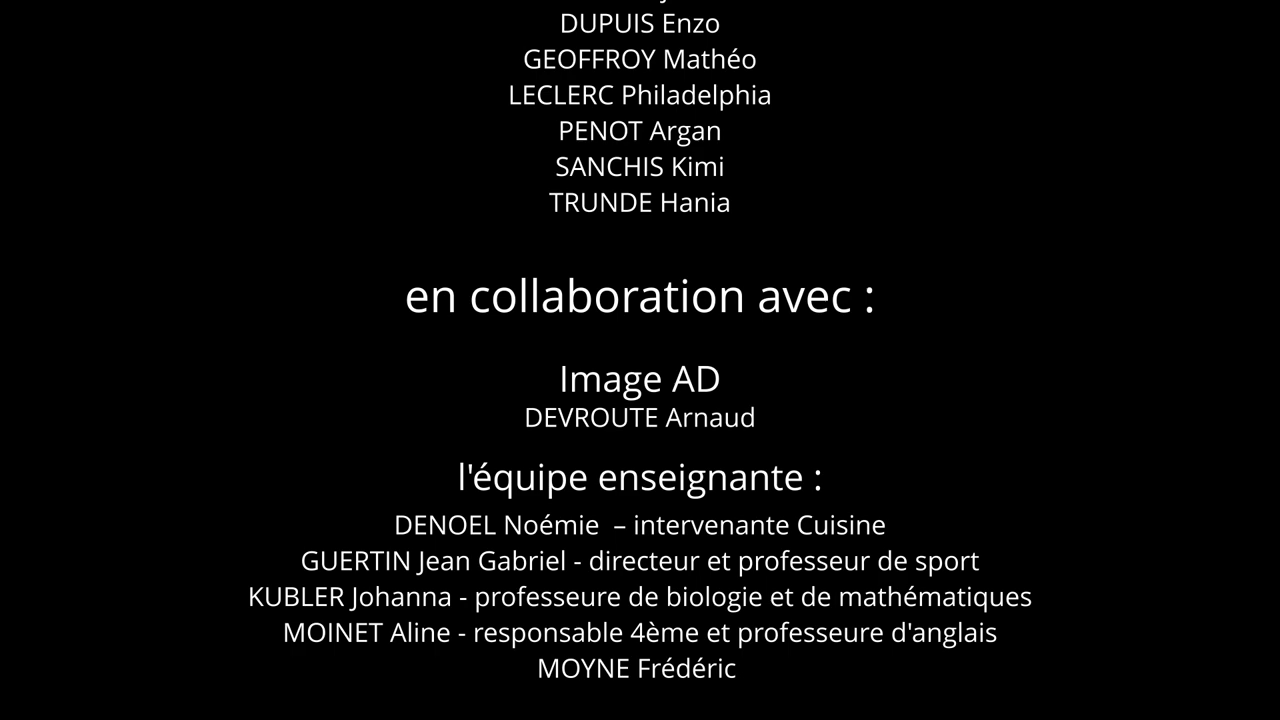 DUPUIS Enzo
GEOFFROY Mathéo
LECLERC Philadelphia
PENOT Argan
SANCHIS Kimi
TRUNDE Hania
en collaboration avec :
Image AD
DEVROUTE Arnaud
l'équipe enseignante :
DENOEL Noémie – intervenante Cuisine
GUERTIN Jean Gabriel - directeur et professeur de sport
KUBLER Johanna - professeure de biologie et de mathématiques
MOINET Aline - responsable 4ème et professeure d'anglais
MOYNE Frédéric